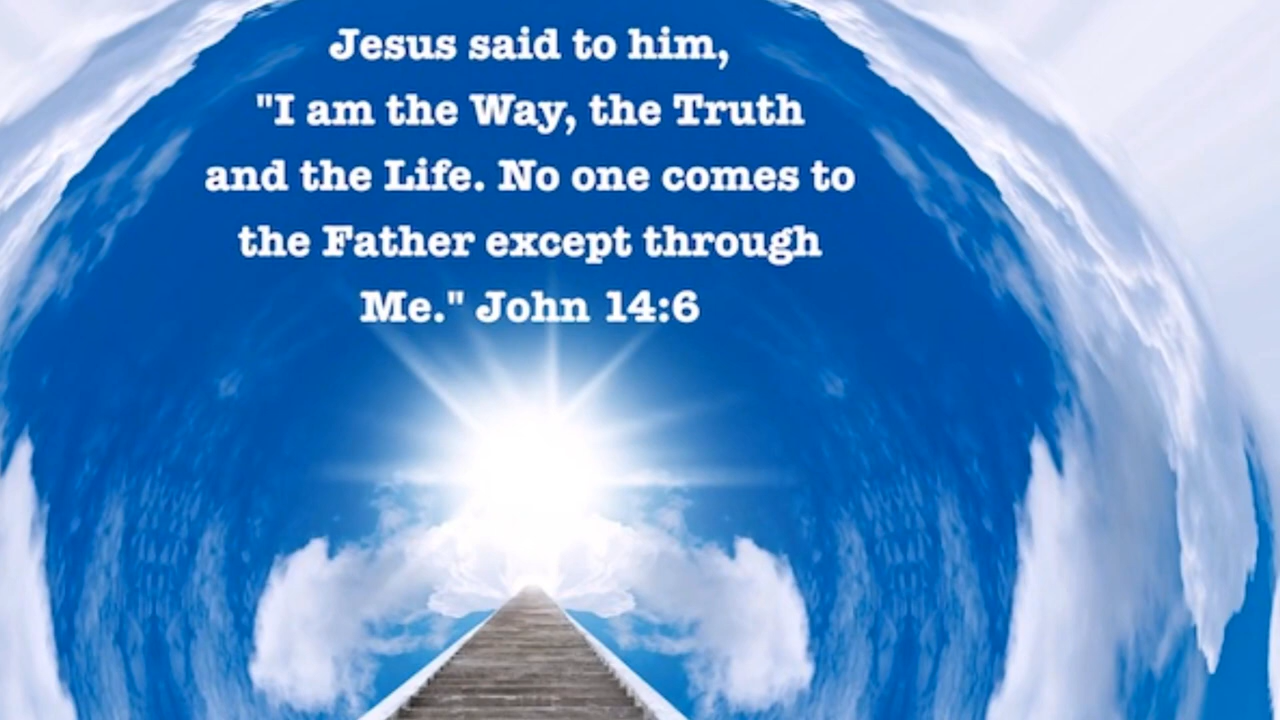 Jesus said to him,
"I am the Way, the Truth
and the Life. No one comes to
the Father except through
Me." John 14:6